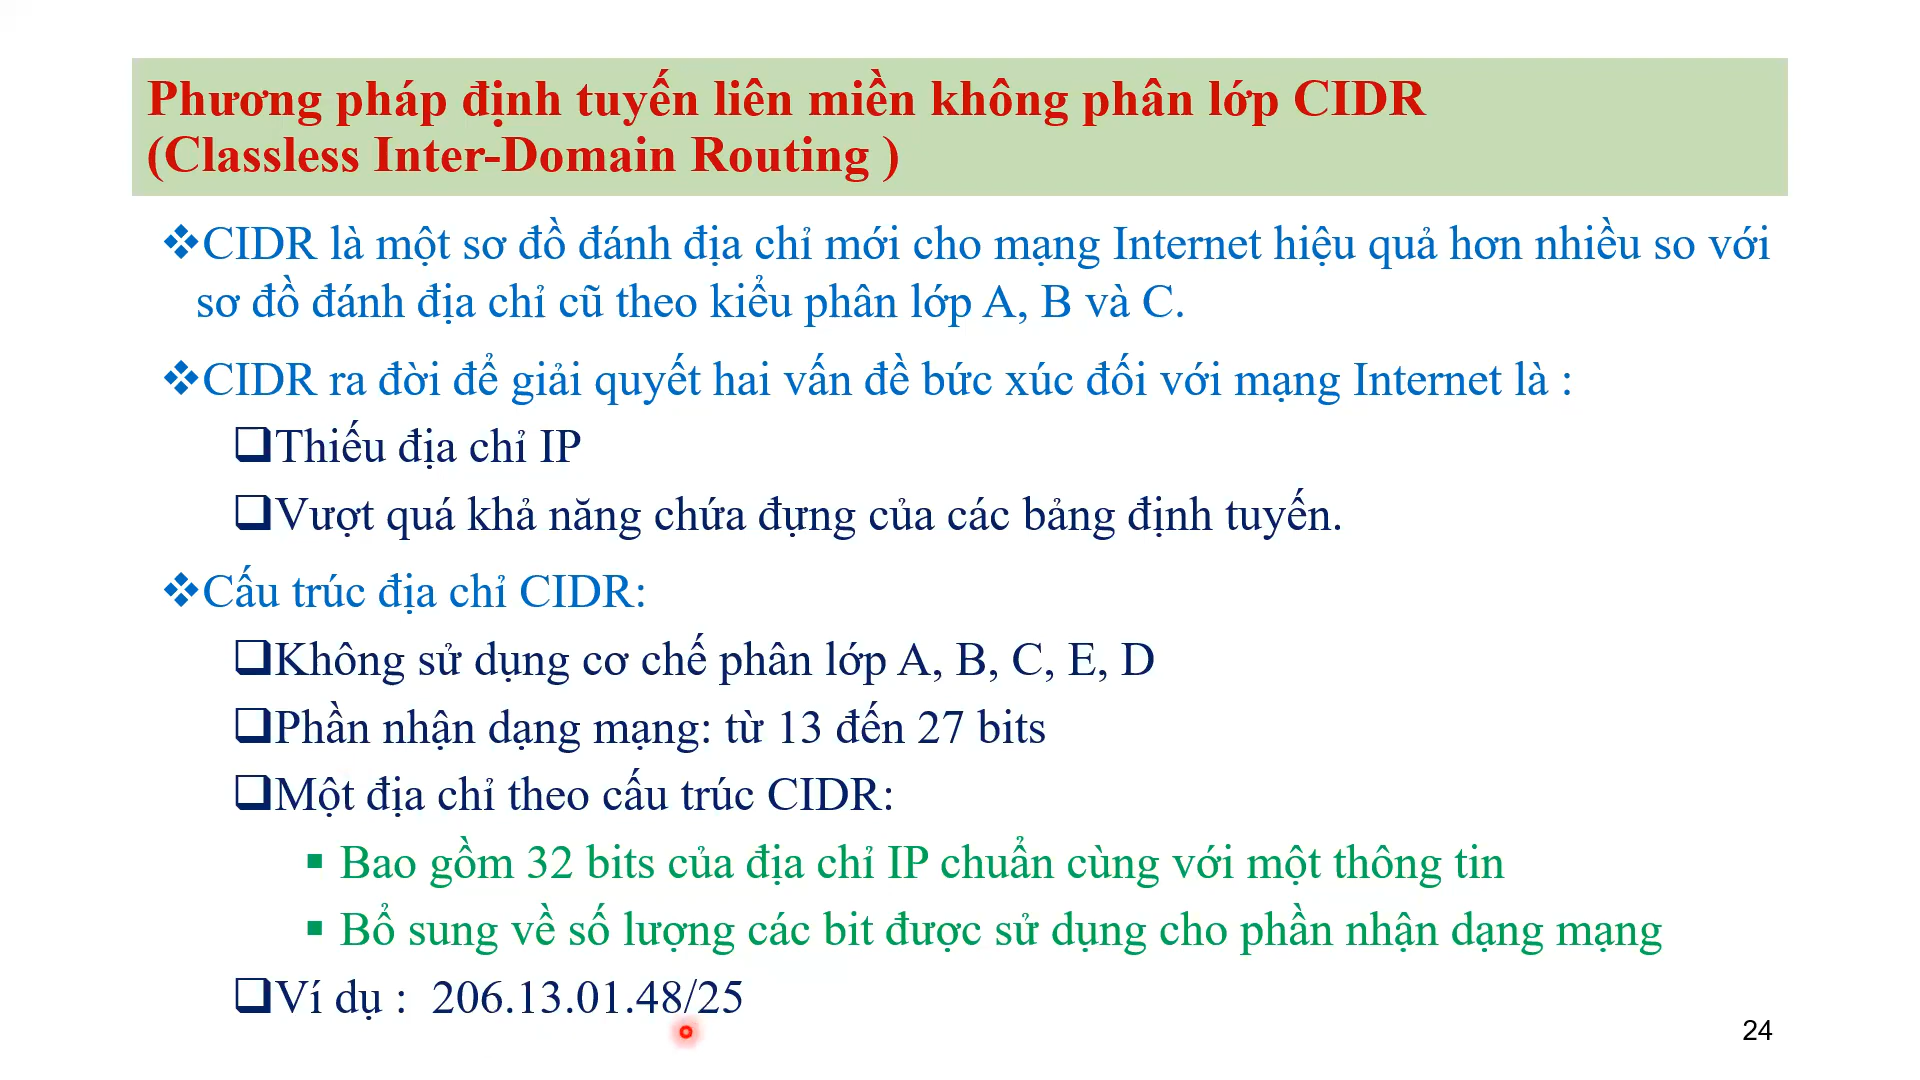 Phương pháp định tuyến liên miền không phân lớp CIDR
(Classless Inter-Domain Routing )
❖CIDR là một sơ đồ đánh địa chỉ mới cho mạng Internet hiệu quả hơn nhiều so với
sơ đồ đánh địa chỉ cũ theo kiểu phân lớp A, B và C.
❖CIDR ra đời để giải quyết hai vấn đề bức xúc đối với mạng Internet là :
❑Thiếu địa chỉ IP
❑Vượt quá khả năng chứa đựng của các bảng định tuyến.
❖Cấu trúc địa chỉ CIDR:
❑Không sử dụng cơ chế phân lớp A, B, C, E, D
❑Phần nhận dạng mạng: từ 13 đến 27 bits
❑Một địa chỉ theo cấu trúc CIDR:
▪ Bao gồm 32 bits của địa chỉ IP chuẩn cùng với một thông tin
▪ Bổ sung về số lượng các bit được sử dụng cho phần nhận dạng mạng
❑Ví dụ : 206.13.01.48/25
24